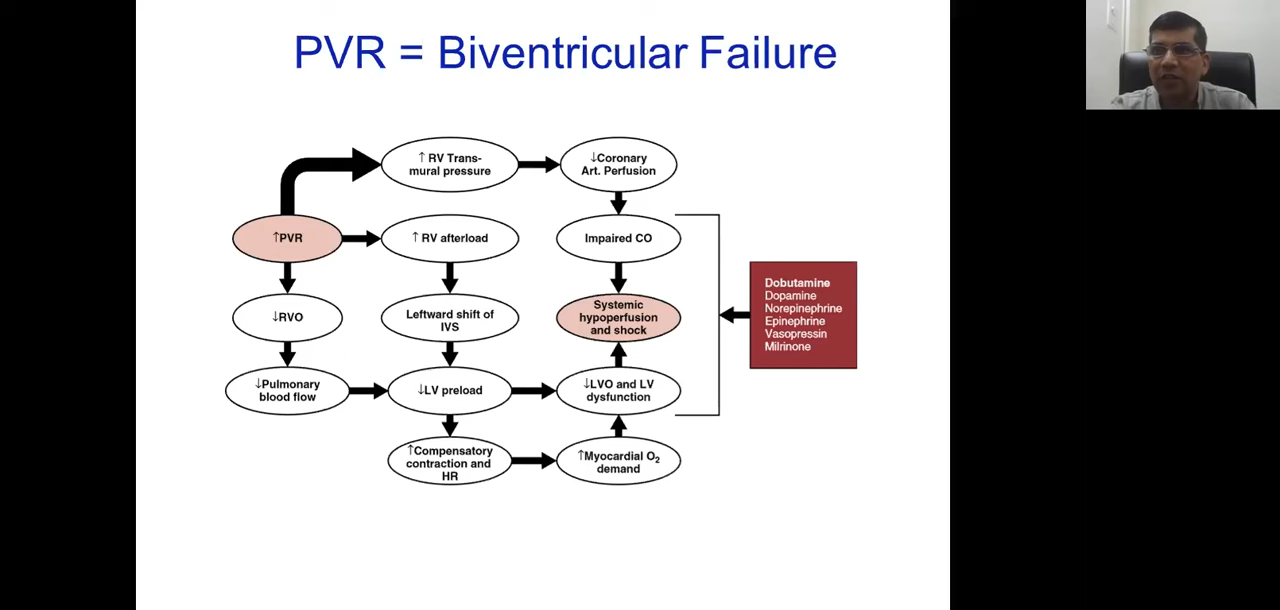 PVR = Biventricular Failure
↑ RV Trans-
mural pressure
↓Coronary
Art. Perfusion
↑PVR
↑ RV afterload
Impaired CO
↓RVO
Leftward shift of
IVS
Systemic
hypoperfusion
and shock
Dobutamine
Dopamine
Norepinephrine
Epinephrine
Vasopressin
Milrinone
↓Pulmonary
blood flow
↓LV preload
↓LVO and LV
dysfunction
↑Compensatory
contraction and
HR
↑Myocardial O₂
demand